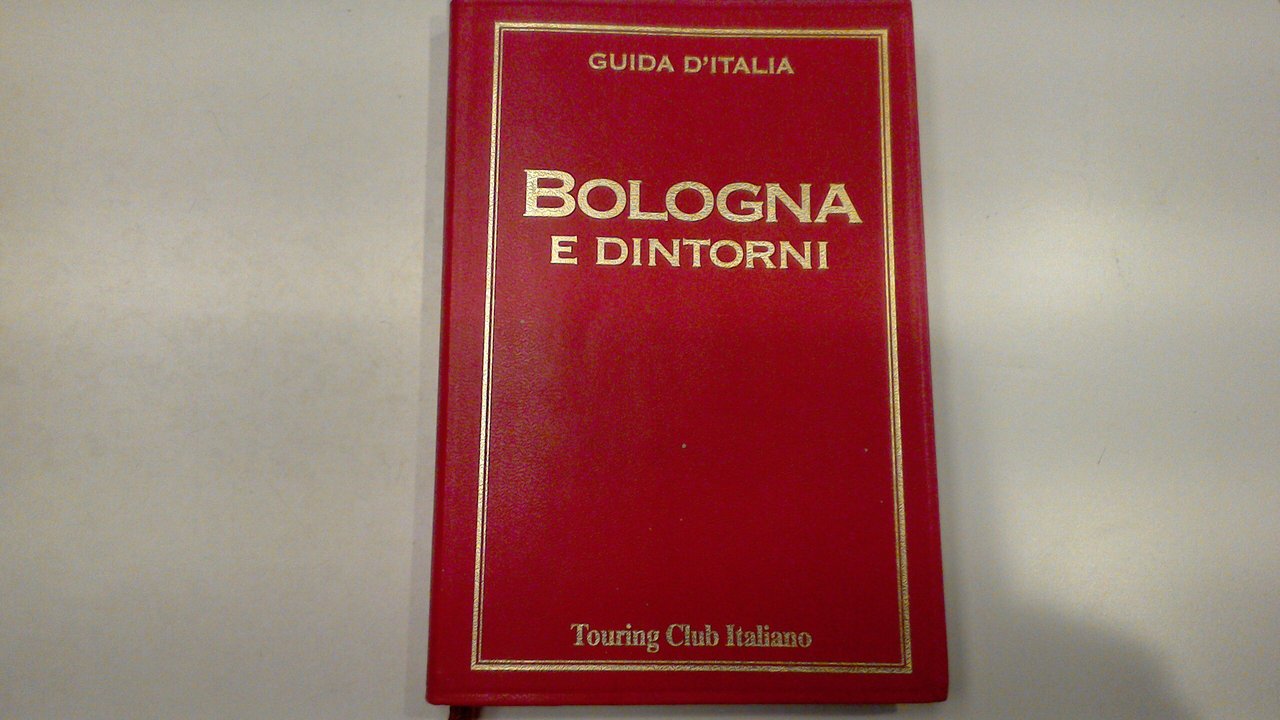 GUIDA D'ITALIA
BOLOGNA
E DINTORNI
Touring Club Italiano